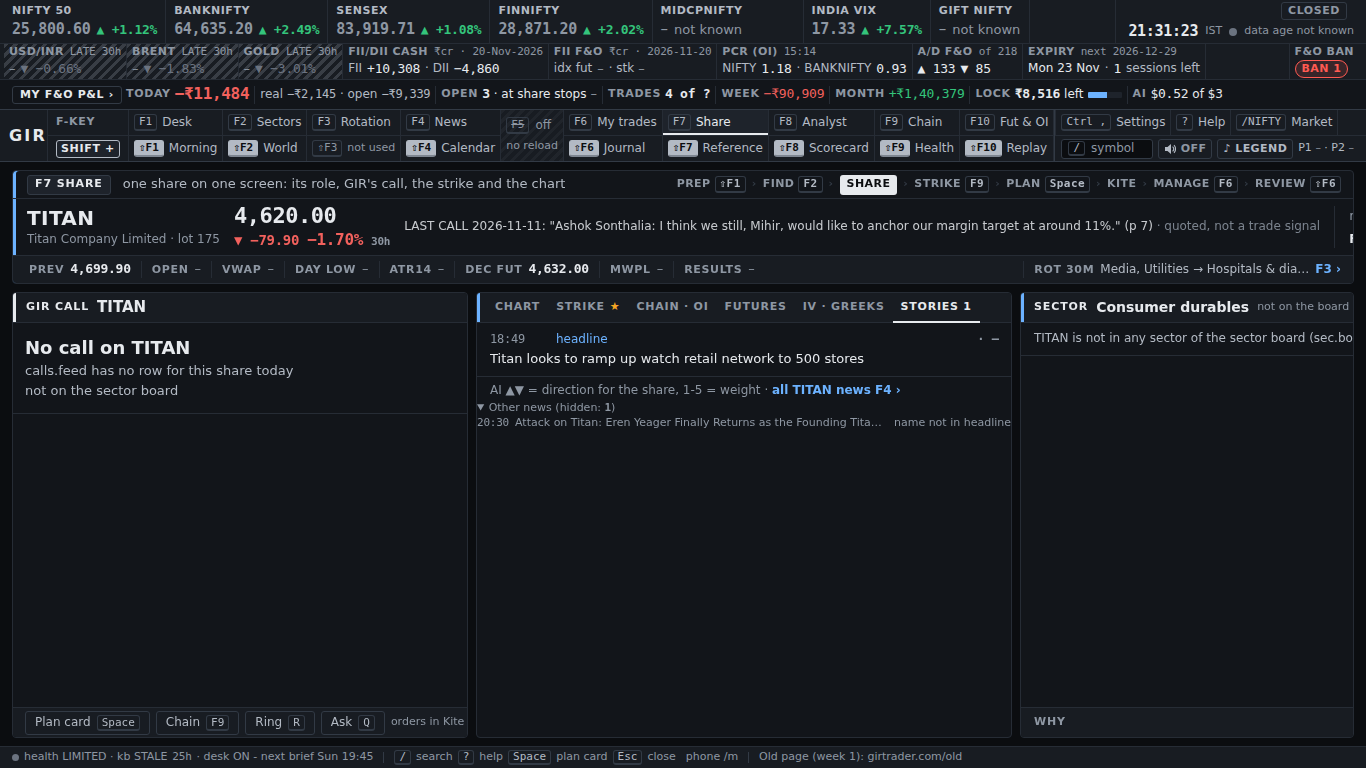 NIFTY 50 BANKNIFTY SENSEX FINNIFTY MIDCPNIFTY INDIA VIX GIFT NIFTY CLOSED
25,800.60 ▲ +1.12% 64,635.20 ▲ +2.49% 83,919.71 ▲ +1.08% 28,871.20 ▲ +2.02% – not known 17.33 ▲ +7.57% – not known 21:31:23 IST ● data age not known
USD/INR LATE 30h BRENT LATE 30h GOLD LATE 30h FII/DII CASH ₹cr · 20-Nov-2026 FII F&O ₹cr · 2026-11-20 PCR (OI) 15:14 A/D F&O of 218 EXPIRY next 2026-12-29 F&O BAN
– ▼ −0.66% – ▼ −1.83% – ▼ −3.01% FII +10,308 · DII −4,860 idx fut – · stk – NIFTY 1.18 · BANKNIFTY 0.93 ▲ 133 ▼ 85 Mon 23 Nov · 1 sessions left BAN 1
MY F&O P&L › TODAY −₹11,484 real −₹2,145 · open −₹9,339 OPEN 3 · at share stops – TRADES 4 of ? WEEK −₹90,909 MONTH +₹1,40,379 LOCK ₹8,516 left AI $0.52 of $3
GIR F-KEY F1 Desk F2 Sectors F3 Rotation F4 News F5 off F6 My trades F7 Share F8 Analyst F9 Chain F10 Fut & OI Ctrl , Settings ? Help /NIFTY Market
SHIFT + ⇧F1 Morning ⇧F2 World ⇧F3 not used ⇧F4 Calendar no reload ⇧F6 Journal ⇧F7 Reference ⇧F8 Scorecard ⇧F9 Health ⇧F10 Replay / symbol OFF ♪ LEGEND P1 – · P2 –
F7 SHARE one share on one screen: its role, GIR's call, the strike and the chart PREP ⇧F1 › FIND F2 › SHARE › STRIKE F9 › PLAN Space › KITE › MANAGE F6 › REVIEW ⇧F6
TITAN 4,620.00
Titan Company Limited · lot 175 ▼ −79.90 −1.70% 30h LAST CALL 2026-11-11: "Ashok Sonthalia: I think we still, Mihir, would like to anchor our margin target at around 11%." (p 7) · quoted, not a trade signal
PREV 4,699.90 OPEN – VWAP – DAY LOW – ATR14 – DEC FUT 4,632.00 MWPL – RESULTS – ROT 30M Media, Utilities → Hospitals & dia… F3 ›
GIR CALL TITAN
No call on TITAN
calls.feed has no row for this share today
not on the sector board
Plan card Space Chain F9 Ring R Ask Q orders in Kite
CHART STRIKE ★ CHAIN · OI FUTURES IV · GREEKS STORIES 1
18:49 headline · –
Titan looks to ramp up watch retail network to 500 stores
AI ▲▼ = direction for the share, 1-5 = weight · all TITAN news F4 ›
▼ Other news (hidden: 1)
20:30 Attack on Titan: Eren Yeager Finally Returns as the Founding Tita… name not in headline
SECTOR Consumer durables not on the board
TITAN is not in any sector of the sector board (sec.bo
WHY
● health LIMITED · kb STALE 25h · desk ON – next brief Sun 19:45 / search ? help Space plan card Esc close phone /m Old page (week 1): girtrader.com/old